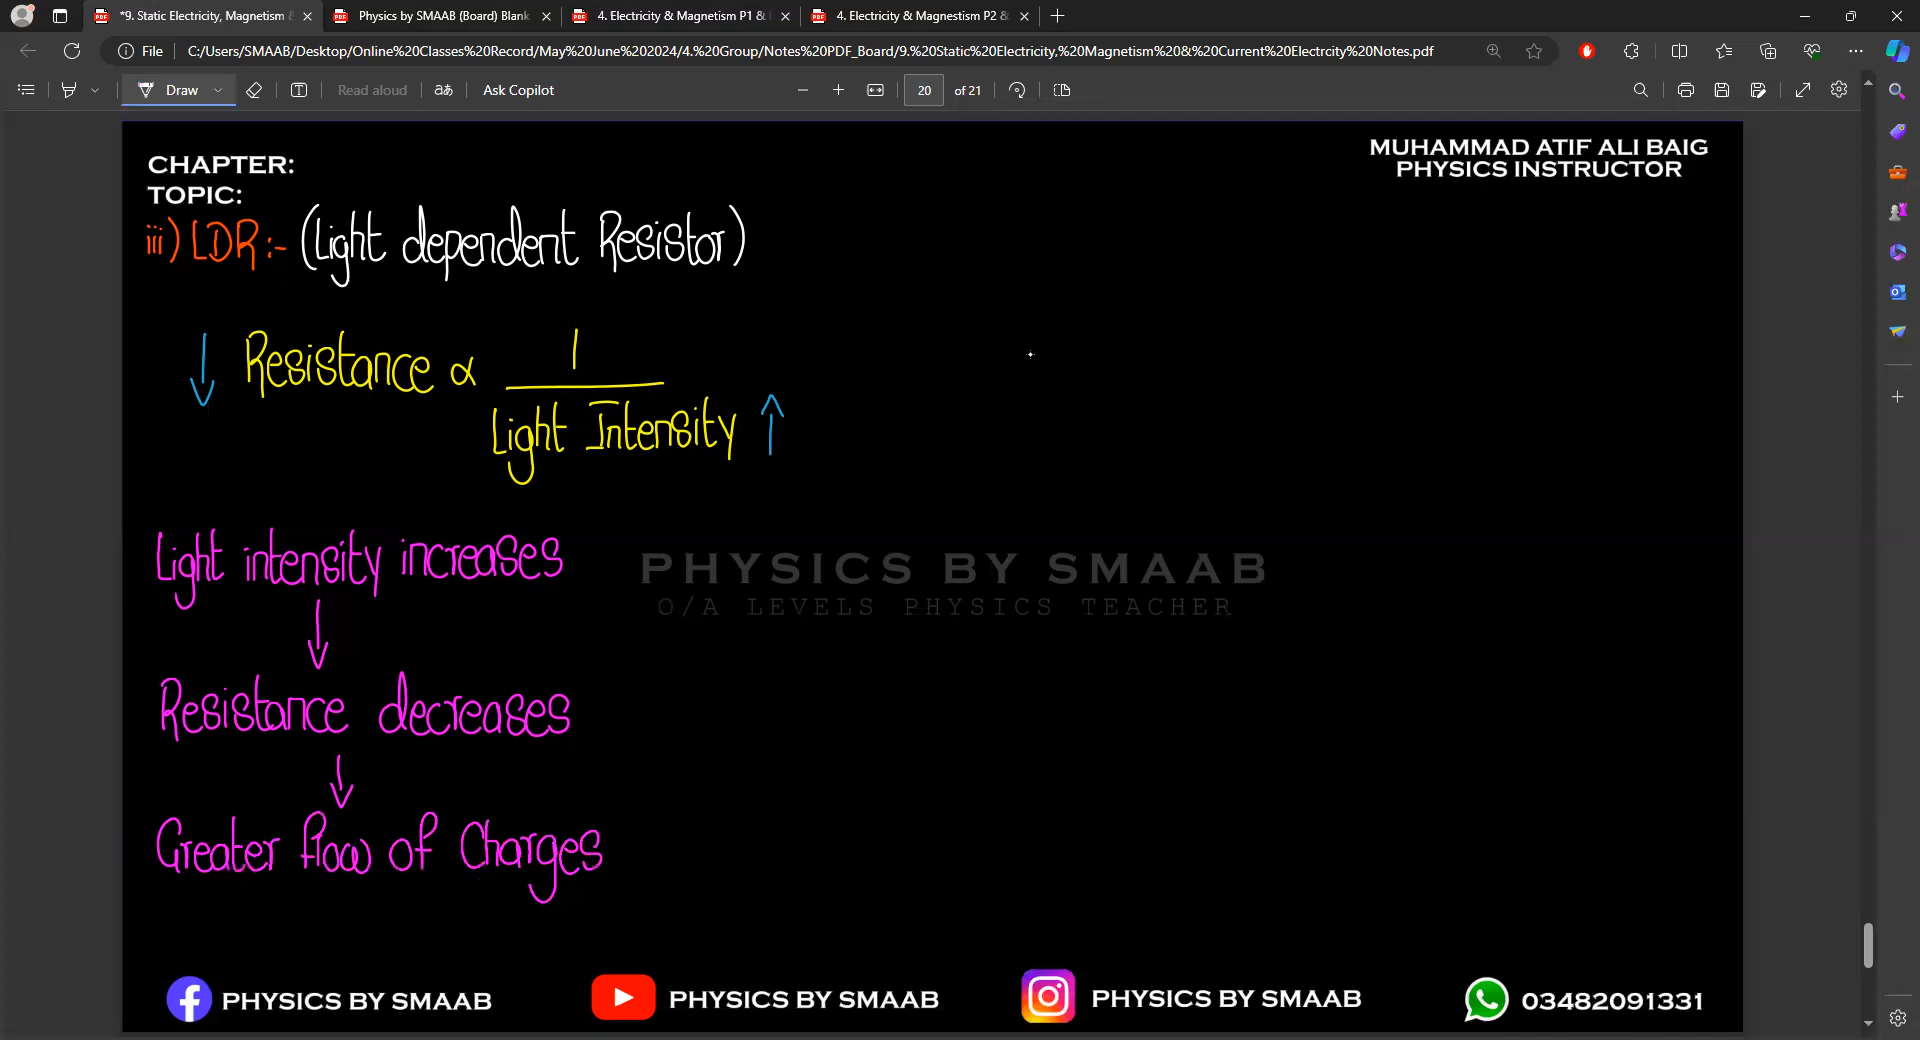 *9. Static Electricity, Magnetism &
Physics by SMAAB (Board) Blank
4. Electricity & Magnetism P1 &
4. Electricity & Magnestism P2 &
File
C:/Users/SMAAB/Desktop/Online%20Classes%20Record/May%20June%202024/4.%20Group/Notes%20PDF_Board/9.%20Static%20Electricity,%20Magnetism%20&%20Current%20Electrcity%20Notes.pdf
Draw
Read aloud
aあ
Ask Copilot
20 of 21
CHAPTER:
TOPIC:
MUHAMMAD ATIF ALI BAIG
PHYSICS INSTRUCTOR
iii) LDR:- (Light dependent Resistor)
↓ Resistance ∝ 1
Light Intensity ↑
Light intensity increases
↓
Resistance decreases
↓
Greater flow of Charges
PHYSICS BY SMAAB
O/A LEVELS PHYSICS TEACHER
PHYSICS BY SMAAB
PHYSICS BY SMAAB
PHYSICS BY SMAAB
03482091331